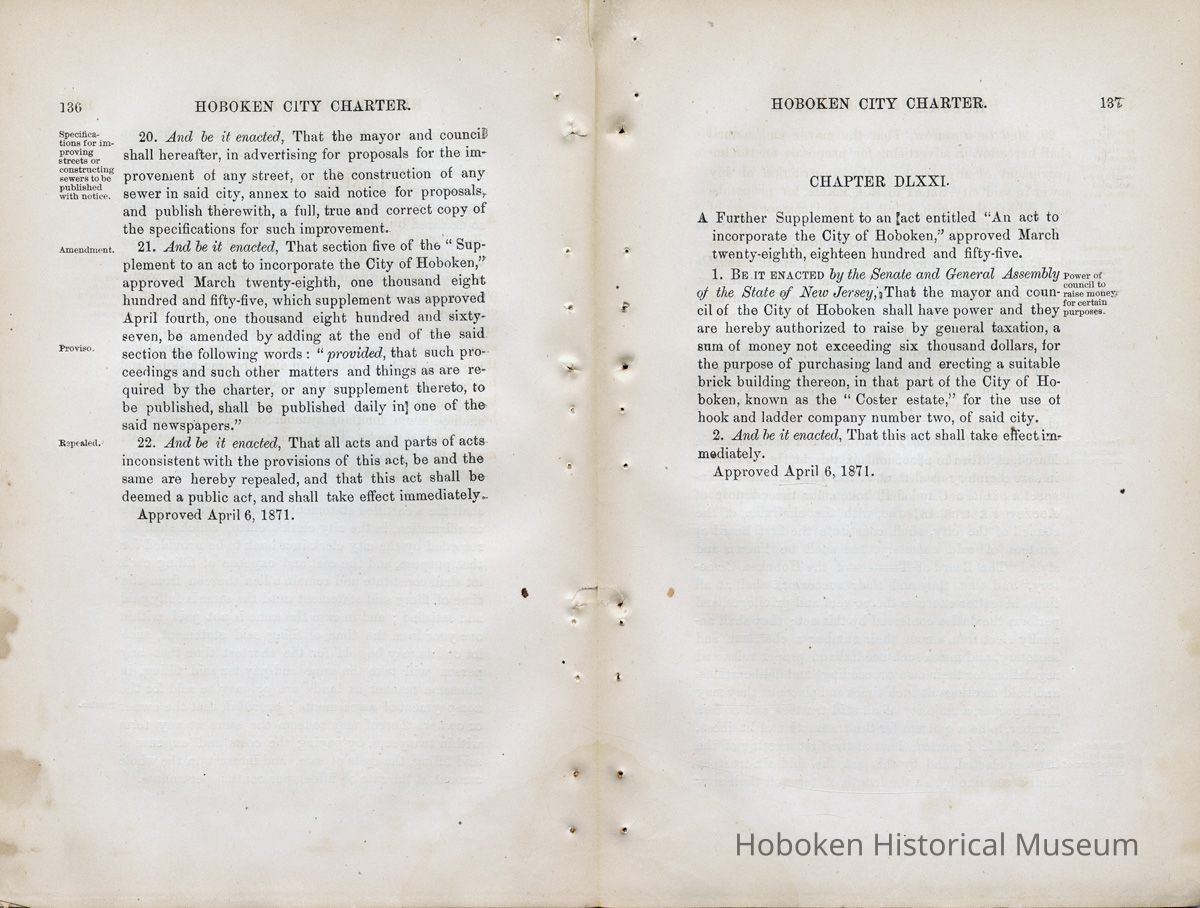 136
HOBOKEN CITY CHARTER.
Specifica-
tions for im-
proving
streets or
constructing
sewers to be
published
with notice.
20. And be it enacted, That the mayor and council
shall hereafter, in advertising for proposals for the im-
provement of any street, or the construction of any
sewer in said city, annex to said notice for proposals,
and publish therewith, a full, true and correct copy of
the specifications for such improvement.
Amendment.
21. And be it enacted, That section five of the “ Sup-
plement to an act to incorporate the City of Hoboken,”
approved March twenty-eighth, one thousand eight
hundred and fifty-five, which supplement was approved
April fourth, one thousand eight hundred and sixty-
seven, be amended by adding at the end of the said
Proviso.
section the following words : “ provided, that such pro-
ceedings and such other matters and things as are re-
quired by the charter, or any supplement thereto, to
be published, shall be published daily in one of the
said newspapers.”
Repealed.
22. And be it enacted, That all acts and parts of acts
inconsistent with the provisions of this act, be and the
same are hereby repealed, and that this act shall be
deemed a public act, and shall take effect immediately.
Approved April 6, 1871.
HOBOKEN CITY CHARTER.
137
CHAPTER DLXXI.
A Further Supplement to an act entitled “An act to
incorporate the City of Hoboken,” approved March
twenty-eighth, eighteen hundred and fifty-five.
1. BE IT ENACTED by the Senate and General Assembly
of the State of New Jersey, That the mayor and coun-
cil of the City of Hoboken shall have power and they
are hereby authorized to raise by general taxation, a
sum of money not exceeding six thousand dollars, for
the purpose of purchasing land and erecting a suitable
brick building thereon, in that part of the City of Ho-
boken, known as the “ Coster estate,” for the use of
hook and ladder company number two, of said city.
Power of
council to
raise money
for certain
purposes.
2. And be it enacted, That this act shall take effect im-
mediately.
Approved April 6, 1871.
Hoboken Historical Museum